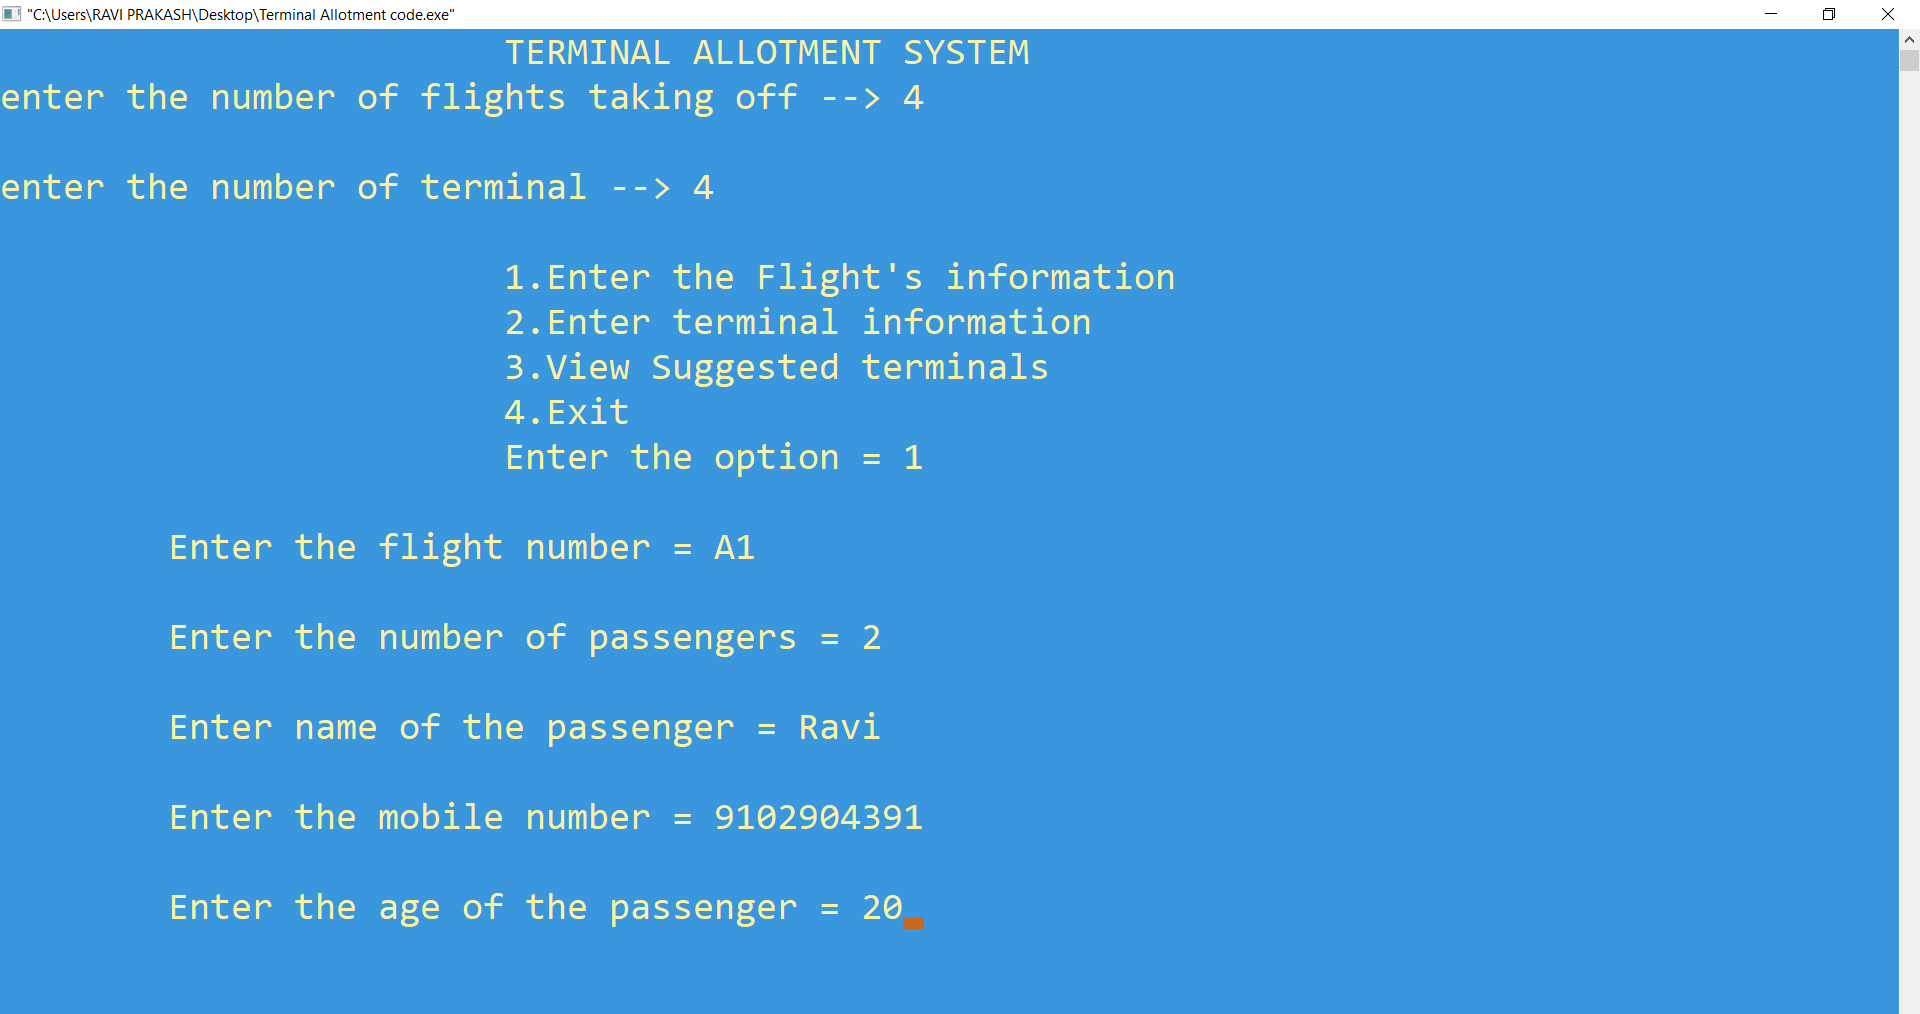 "C:\Users\RAVI PRAKASH\Desktop\Terminal Allotment code.exe"
TERMINAL ALLOTMENT SYSTEM
enter the number of flights taking off --> 4
enter the number of terminal --> 4
1.Enter the Flight's information
2.Enter terminal information
3.View Suggested terminals
4.Exit
Enter the option = 1
Enter the flight number = A1
Enter the number of passengers = 2
Enter name of the passenger = Ravi
Enter the mobile number = 9102904391
Enter the age of the passenger = 20